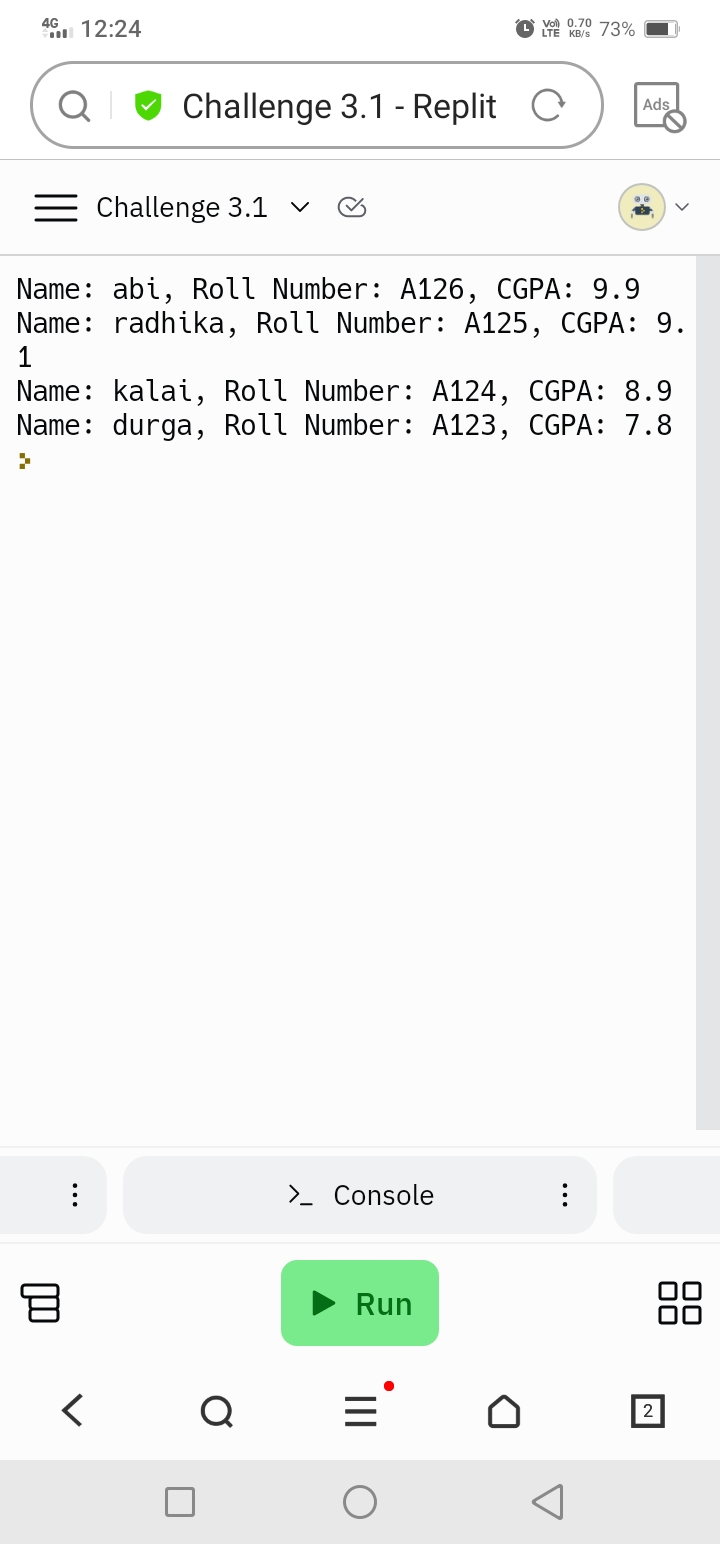 4G 12:24 Vo) LTE 0.70 KB/s 73%
Challenge 3.1 - Replit Ads
Challenge 3.1
Name: abi, Roll Number: A126, CGPA: 9.9
Name: radhika, Roll Number: A125, CGPA: 9.
1
Name: kalai, Roll Number: A124, CGPA: 8.9
Name: durga, Roll Number: A123, CGPA: 7.8
Console
Run
2